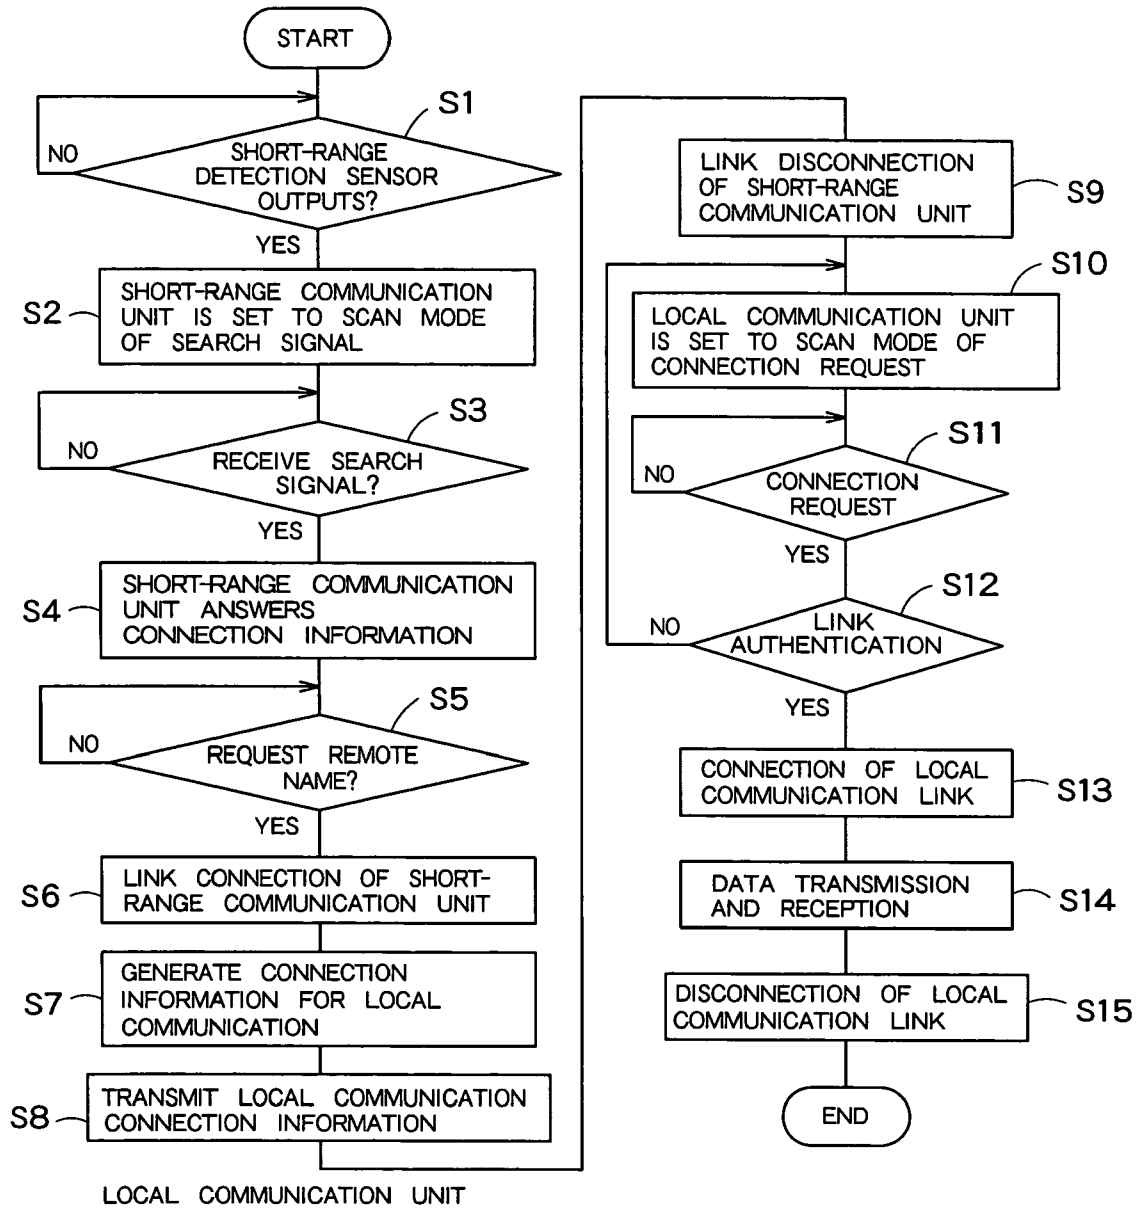 START
S1
NO
SHORT-RANGE
DETECTION SENSOR
OUTPUTS?
YES
S2
SHORT-RANGE COMMUNICATION
UNIT IS SET TO SCAN MODE
OF SEARCH SIGNAL
S3
NO
RECEIVE SEARCH
SIGNAL?
YES
S4
SHORT-RANGE COMMUNICATION
UNIT ANSWERS
CONNECTION INFORMATION
S5
NO
REQUEST REMOTE
NAME?
YES
S6
LINK CONNECTION OF SHORT-
RANGE COMMUNICATION UNIT
S7
GENERATE CONNECTION
INFORMATION FOR LOCAL
COMMUNICATION
S8
TRANSMIT LOCAL COMMUNICATION
CONNECTION INFORMATION
LINK DISCONNECTION
OF SHORT-RANGE
COMMUNICATION UNIT
S9
S10
LOCAL COMMUNICATION UNIT
IS SET TO SCAN MODE OF
CONNECTION REQUEST
S11
NO
CONNECTION
REQUEST
YES
S12
NO
LINK
AUTHENTICATION
YES
CONNECTION OF LOCAL
COMMUNICATION LINK
S13
DATA TRANSMISSION
AND RECEPTION
S14
DISCONNECTION OF LOCAL
COMMUNICATION LINK
S15
END
LOCAL COMMUNICATION UNIT